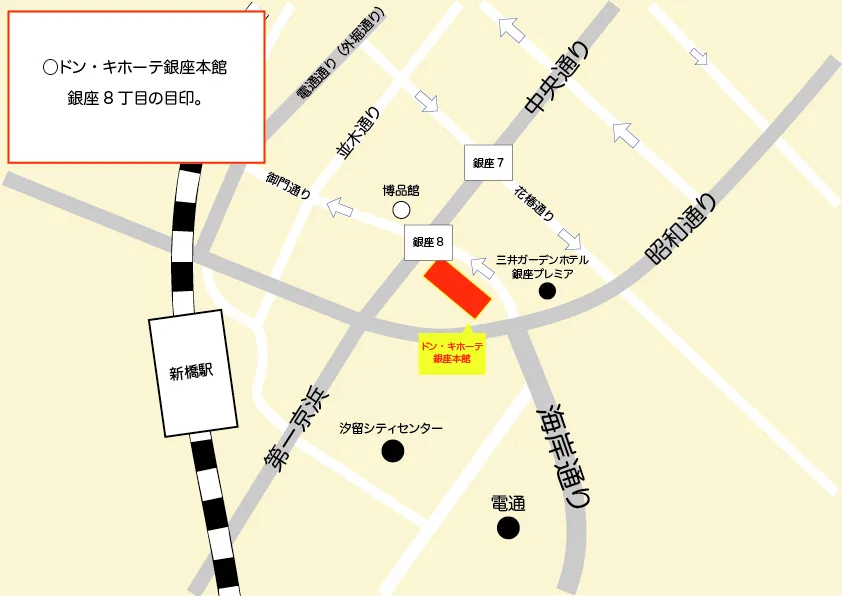 ○ドン・キホーテ銀座本館
銀座８丁目の目印。
電通通り（外堀通り）
中央通り
並木通り
銀座７
御門通り
博品館
花椿通り
昭和通り
銀座８
三井ガーデンホテル
銀座プレミア
ドン・キホーテ
銀座本館
新橋駅
第一京浜
汐留シティセンター
海岸通り
電通